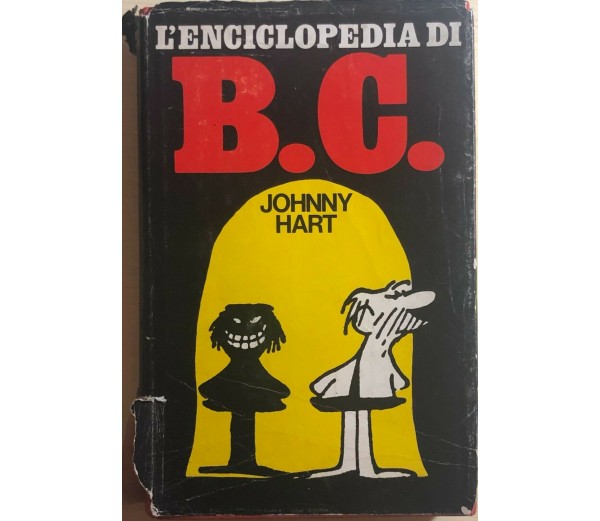 L'ENCICLOPEDIA DI
B.C.
JOHNNY
HART